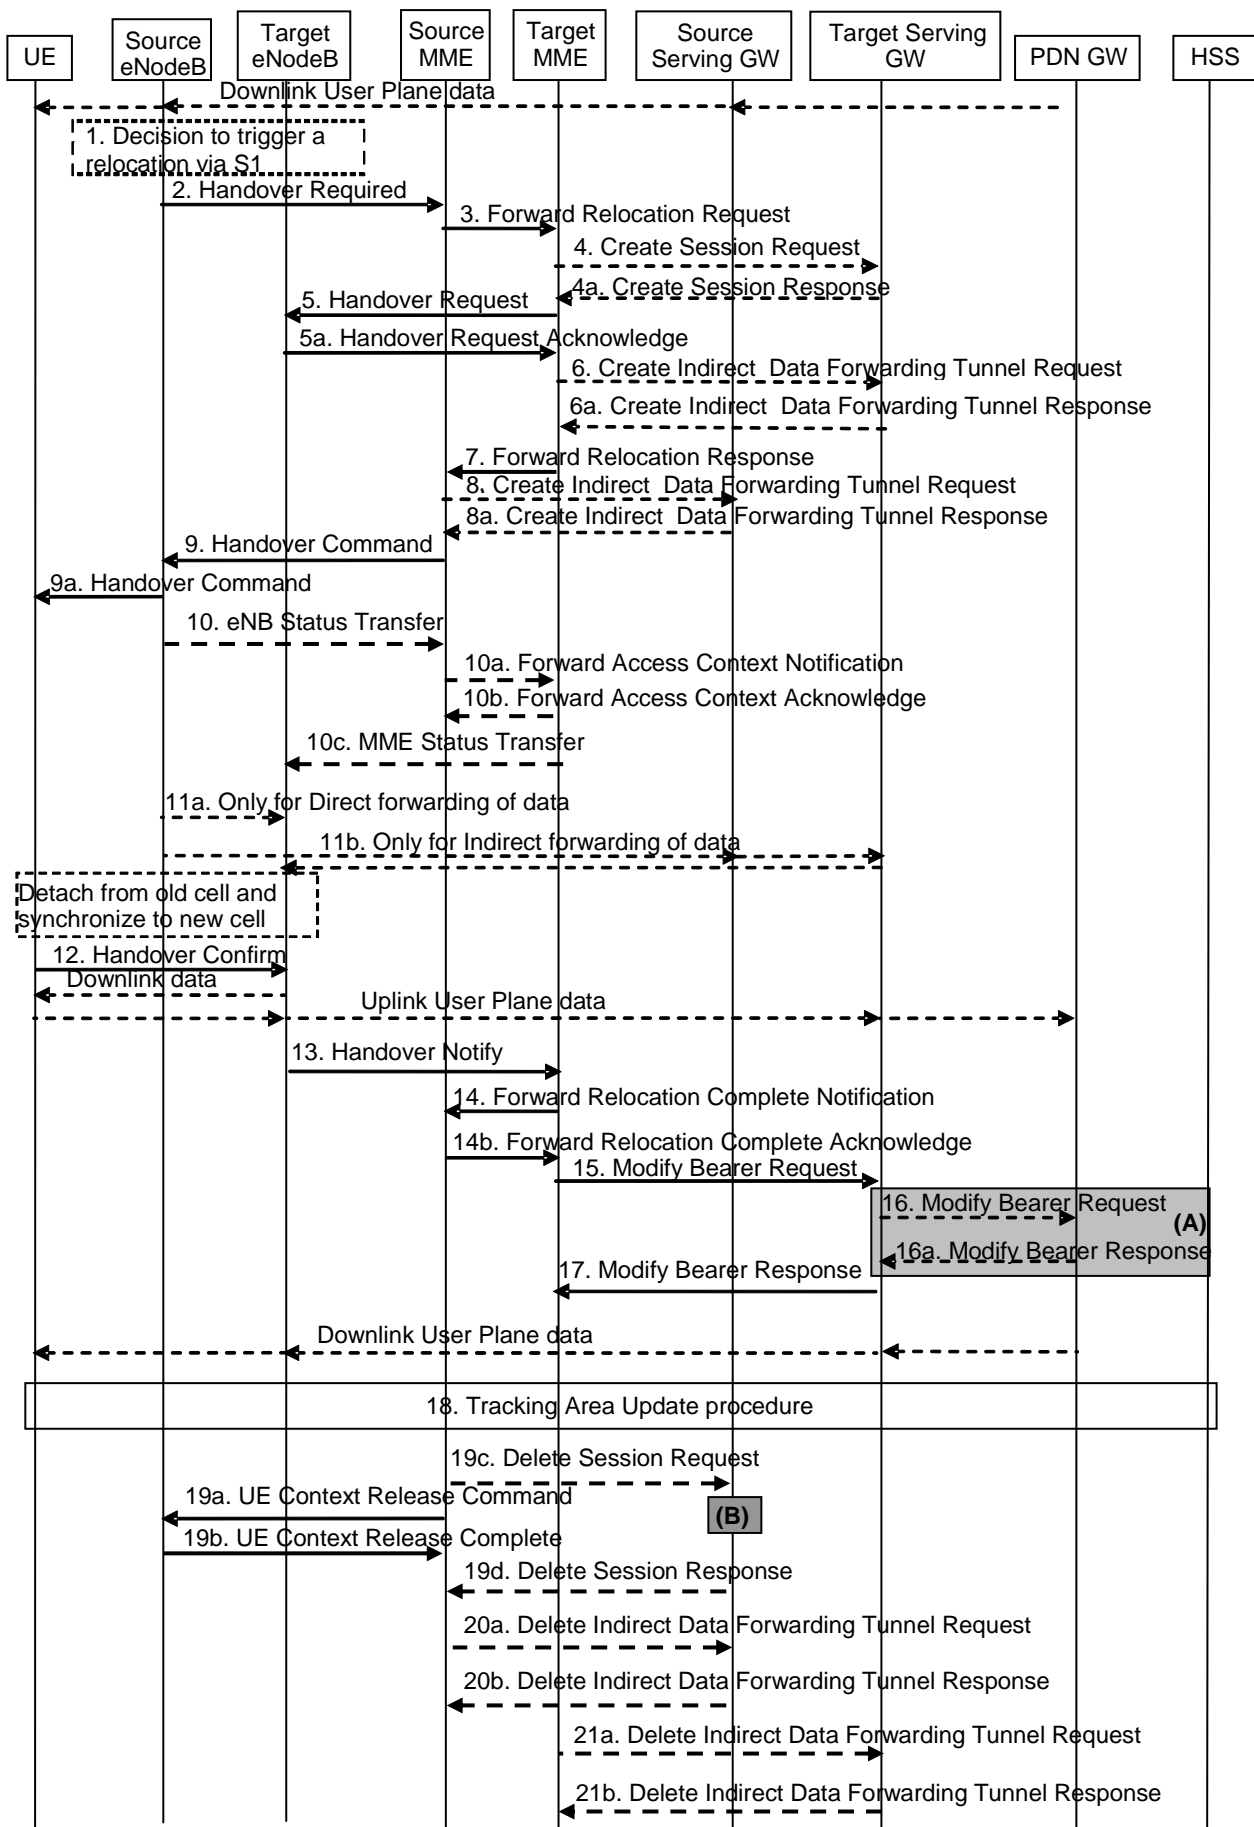 UE
Source
eNodeB
Target
eNodeB
Source
MME
Target
MME
Source
Serving GW
Target Serving
GW
PDN GW
HSS
Downlink User Plane data
1. Decision to trigger a
relocation via S1
2. Handover Required
3. Forward Relocation Request
4. Create Session Request
4a. Create Session Response
5. Handover Request
5a. Handover Request Acknowledge
6. Create Indirect Data Forwarding Tunnel Request
6a. Create Indirect Data Forwarding Tunnel Response
7. Forward Relocation Response
8. Create Indirect Data Forwarding Tunnel Request
8a. Create Indirect Data Forwarding Tunnel Response
9. Handover Command
9a. Handover Command
10. eNB Status Transfer
10a. Forward Access Context Notification
10b. Forward Access Context Acknowledge
10c. MME Status Transfer
11a. Only for Direct forwarding of data
11b. Only for Indirect forwarding of data
Detach from old cell and
synchronize to new cell
12. Handover Confirm
Downlink data
Uplink User Plane data
13. Handover Notify
14. Forward Relocation Complete Notification
14b. Forward Relocation Complete Acknowledge
15. Modify Bearer Request
16. Modify Bearer Request
(A)
16a. Modify Bearer Response
17. Modify Bearer Response
Downlink User Plane data
18. Tracking Area Update procedure
19c. Delete Session Request
19a. UE Context Release Command
(B)
19b. UE Context Release Complete
19d. Delete Session Response
20a. Delete Indirect Data Forwarding Tunnel Request
20b. Delete Indirect Data Forwarding Tunnel Response
21a. Delete Indirect Data Forwarding Tunnel Request
21b. Delete Indirect Data Forwarding Tunnel Response